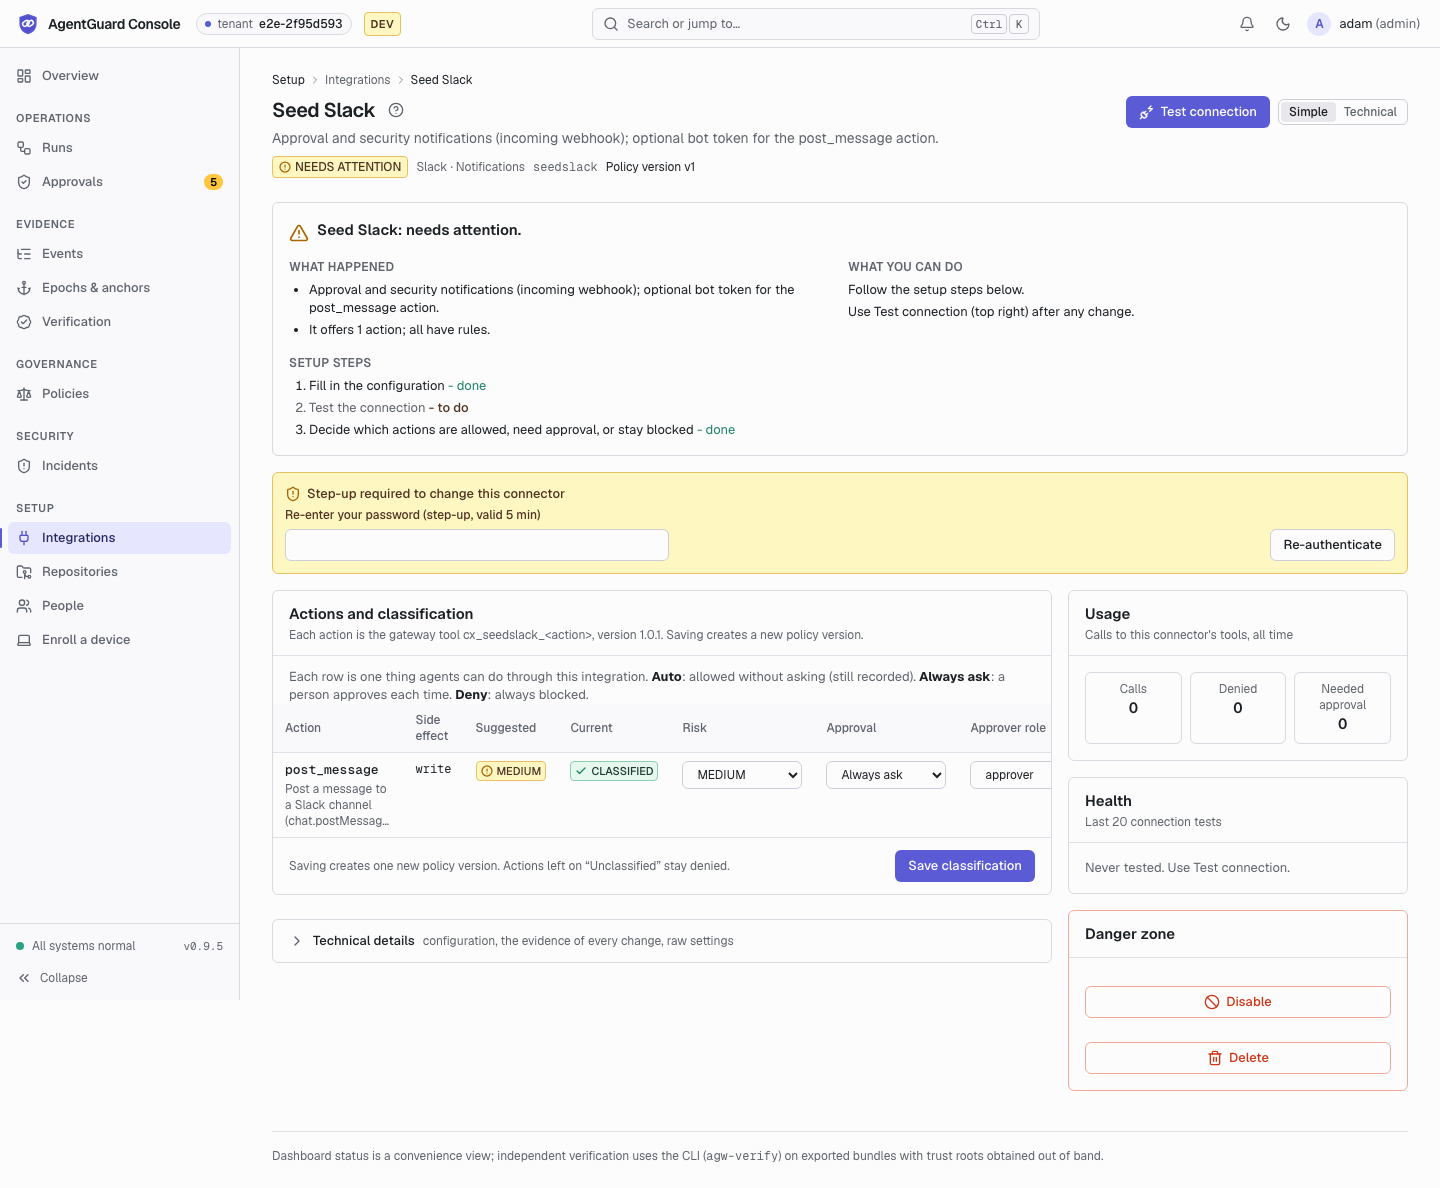 AgentGuard Console
tenant e2e-2f95d593
DEV
Search or jump to...
Ctrl K
A
adam (admin)
Overview
OPERATIONS
Runs
Approvals
5
EVIDENCE
Events
Epochs & anchors
Verification
GOVERNANCE
Policies
SECURITY
Incidents
SETUP
Integrations
Repositories
People
Enroll a device
All systems normal
v0.9.5
Collapse
Setup > Integrations > Seed Slack
Seed Slack
Test connection
Simple
Technical
Approval and security notifications (incoming webhook); optional bot token for the post_message action.
NEEDS ATTENTION
Slack · Notifications
seedslack
Policy version v1
Seed Slack: needs attention.
WHAT HAPPENED
• Approval and security notifications (incoming webhook); optional bot token for the
post_message action.
• It offers 1 action; all have rules.
WHAT YOU CAN DO
Follow the setup steps below.
Use Test connection (top right) after any change.
SETUP STEPS
1. Fill in the configuration - done
2. Test the connection - to do
3. Decide which actions are allowed, need approval, or stay blocked - done
Step-up required to change this connector
Re-enter your password (step-up, valid 5 min)
Re-authenticate
Actions and classification
Each action is the gateway tool cx_seedslack_<action>, version 1.0.1. Saving creates a new policy version.
Each row is one thing agents can do through this integration. Auto: allowed without asking (still recorded). Always ask: a
person approves each time. Deny: always blocked.
Action
Side
effect
Suggested
Current
Risk
Approval
Approver role
post_message
Post a message to
a Slack channel
(chat.postMessag…
write
MEDIUM
CLASSIFIED
MEDIUM
Always ask
approver
Saving creates one new policy version. Actions left on “Unclassified” stay denied.
Save classification
Technical details
configuration, the evidence of every change, raw settings
Usage
Calls to this connector's tools, all time
Calls
0
Denied
0
Needed
approval
0
Health
Last 20 connection tests
Never tested. Use Test connection.
Danger zone
Disable
Delete
Dashboard status is a convenience view; independent verification uses the CLI (agw-verify) on exported bundles with trust roots obtained out of band.